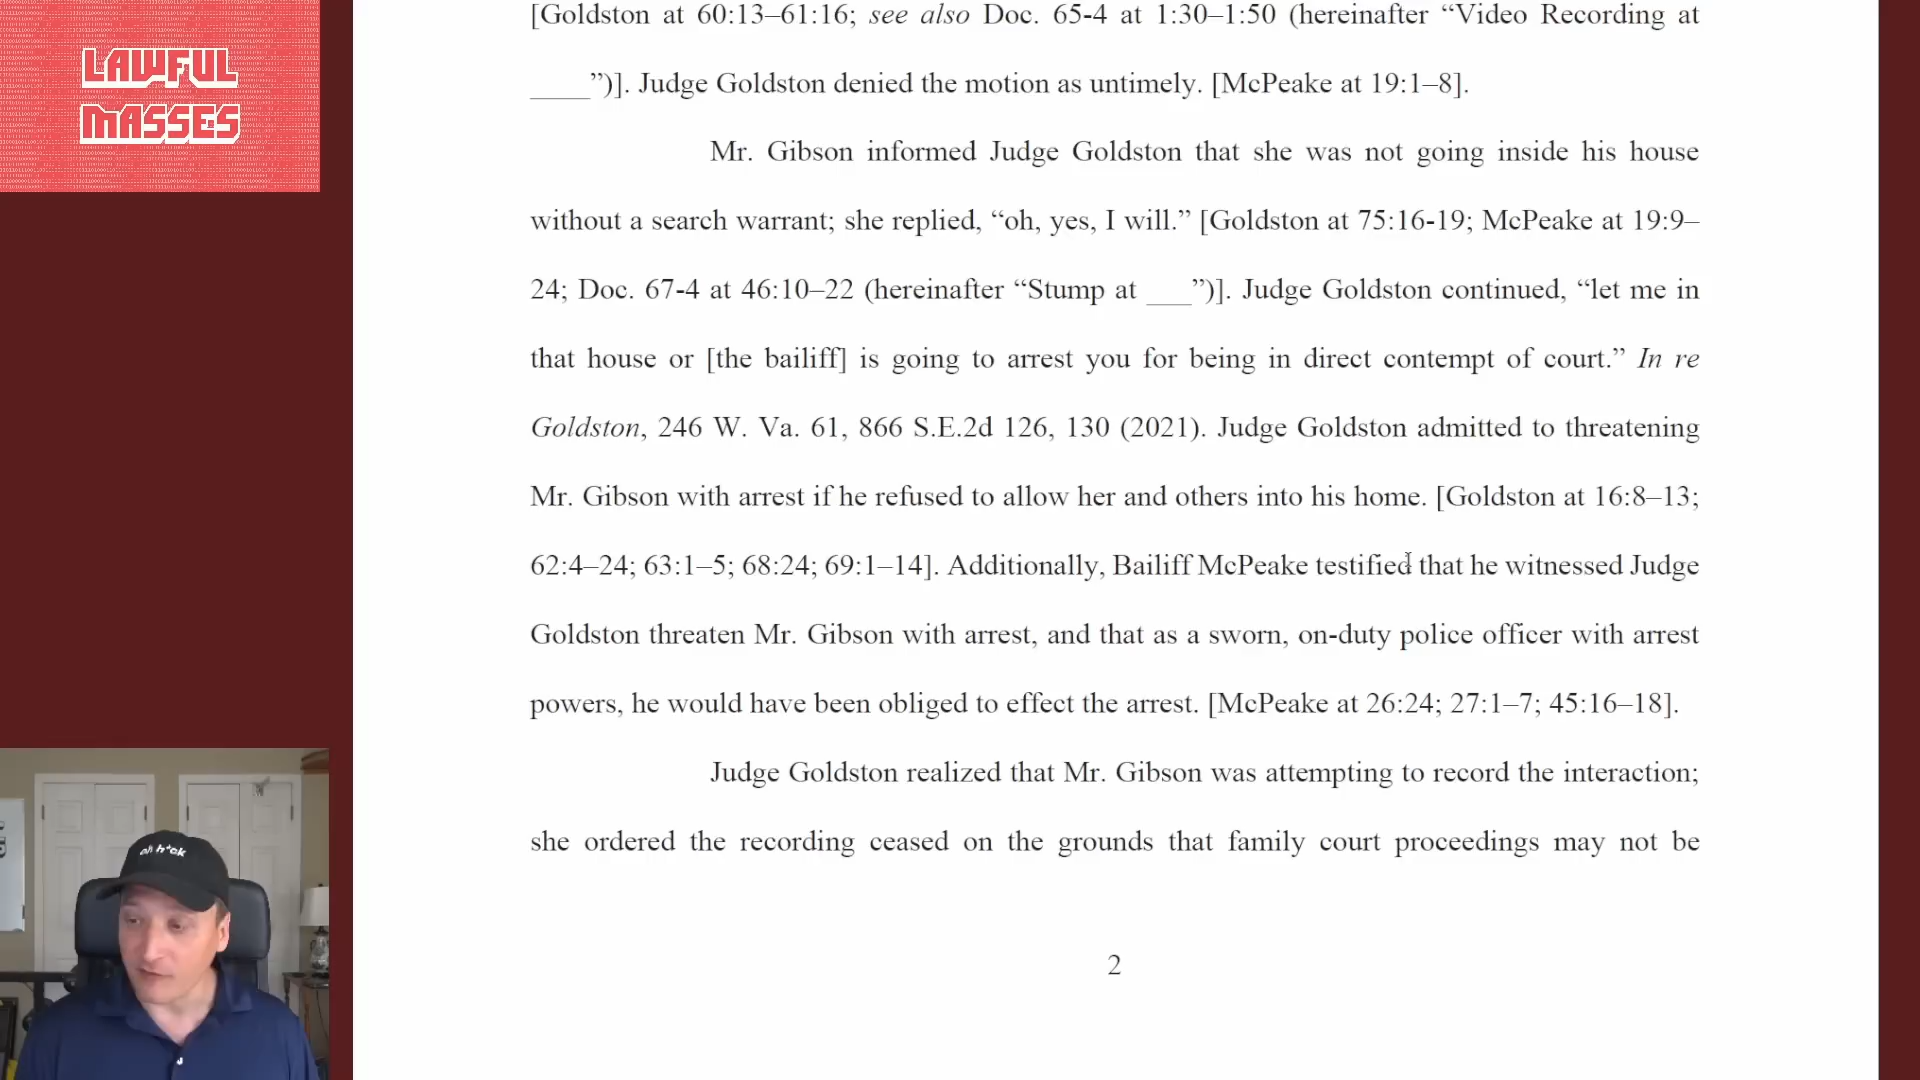 LAWFUL
MASSES
[Goldston at 60:13–61:16; see also Doc. 65-4 at 1:30–1:50 (hereinafter “Video Recording at
____”)]. Judge Goldston denied the motion as untimely. [McPeake at 19:1–8].
Mr. Gibson informed Judge Goldston that she was not going inside his house
without a search warrant; she replied, “oh, yes, I will.” [Goldston at 75:16-19; McPeake at 19:9–
24; Doc. 67-4 at 46:10–22 (hereinafter “Stump at ___”)]. Judge Goldston continued, “let me in
that house or [the bailiff] is going to arrest you for being in direct contempt of court.” In re
Goldston, 246 W. Va. 61, 866 S.E.2d 126, 130 (2021). Judge Goldston admitted to threatening
Mr. Gibson with arrest if he refused to allow her and others into his home. [Goldston at 16:8–13;
62:4–24; 63:1–5; 68:24; 69:1–14]. Additionally, Bailiff McPeake testified that he witnessed Judge
Goldston threaten Mr. Gibson with arrest, and that as a sworn, on-duty police officer with arrest
powers, he would have been obliged to effect the arrest. [McPeake at 26:24; 27:1–7; 45:16–18].
Judge Goldston realized that Mr. Gibson was attempting to record the interaction;
she ordered the recording ceased on the grounds that family court proceedings may not be
2
oh h*ck